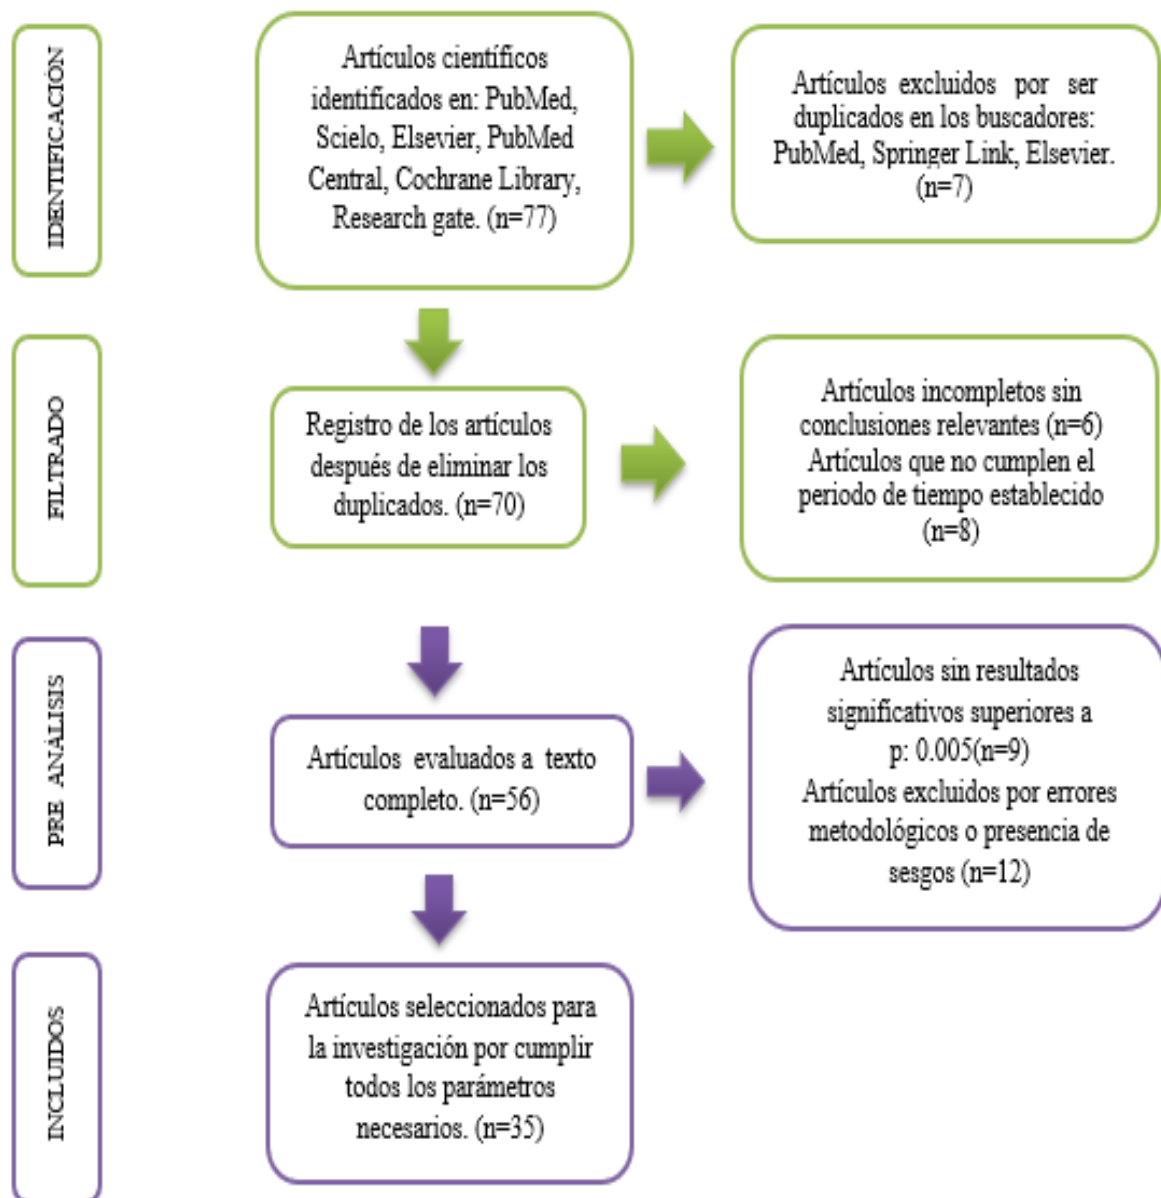 IDENTIFICACIÓN
Artículos científicos
identificados en: PubMed,
Scielo, Elsevier, PubMed
Central, Cochrane Library,
Research gate. (n=77)
Artículos excluidos por ser
duplicados en los buscadores:
PubMed, Springer Link, Elsevier.
(n=7)
FILTRADO
Registro de los artículos
después de eliminar los
duplicados. (n=70)
Artículos incompletos sin
conclusiones relevantes (n=6)
Artículos que no cumplen el
periodo de tiempo establecido
(n=8)
PRE ANÁLISIS
Artículos evaluados a texto
completo. (n=56)
Artículos sin resultados
significativos superiores a
p: 0.005(n=9)
Artículos excluidos por errores
metodológicos o presencia de
sesgos (n=12)
INCLUIDOS
Artículos seleccionados para
la investigación por cumplir
todos los parámetros
necesarios. (n=35)